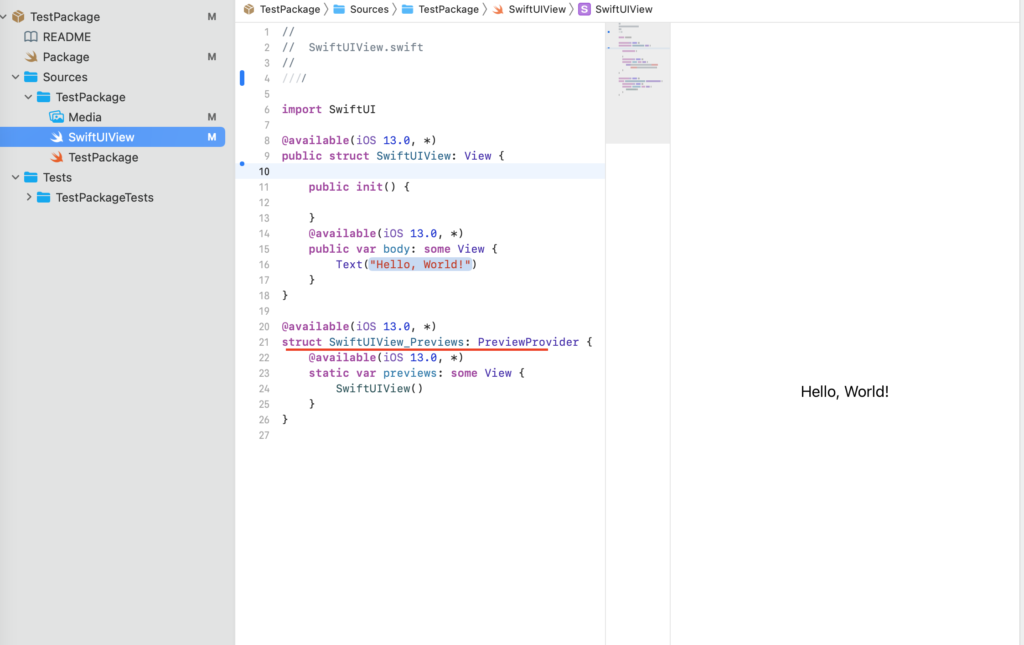 TestPackage M
README
Package M
Sources
TestPackage
Media M
SwiftUIView M
TestPackage
Tests
TestPackageTests
TestPackage Sources TestPackage SwiftUIView S SwiftUIView
1 //
2 //  SwiftUIView.swift
3 //
4 ////
5
6 import SwiftUI
7
8 @available(iOS 13.0, *)
9 public struct SwiftUIView: View {
10
11     public init() {
12
13     }
14     @available(iOS 13.0, *)
15     public var body: some View {
16         Text("Hello, World!")
17     }
18 }
19
20 @available(iOS 13.0, *)
21 struct SwiftUIView_Previews: PreviewProvider {
22     @available(iOS 13.0, *)
23     static var previews: some View {
24         SwiftUIView()
25     }
26 }
27
Hello, World!